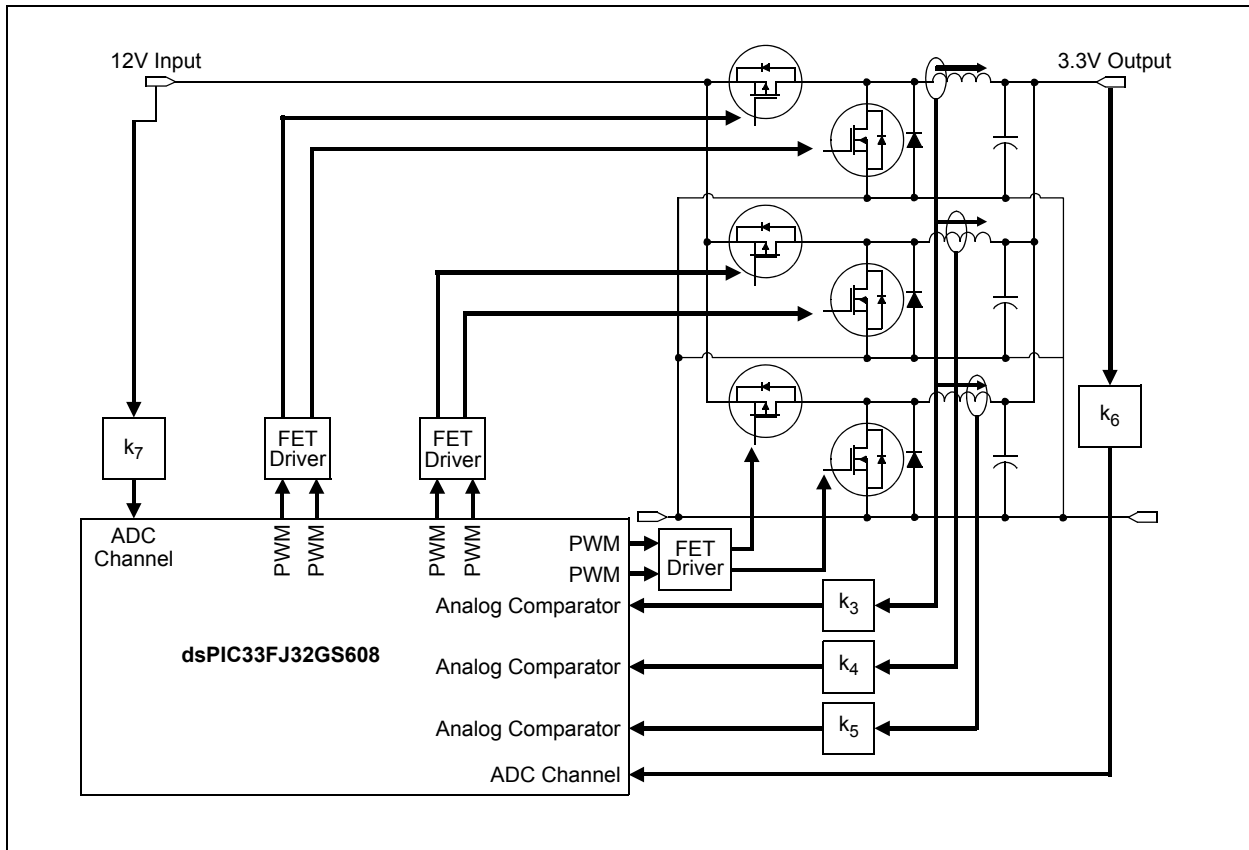 12V Input
3.3V Output
k7
FET
Driver
FET
Driver
k6
ADC
Channel
PWM
PWM
PWM
PWM
PWM
PWM
FET
Driver
Analog Comparator
k3
dsPIC33FJ32GS608
Analog Comparator
k4
Analog Comparator
k5
ADC Channel